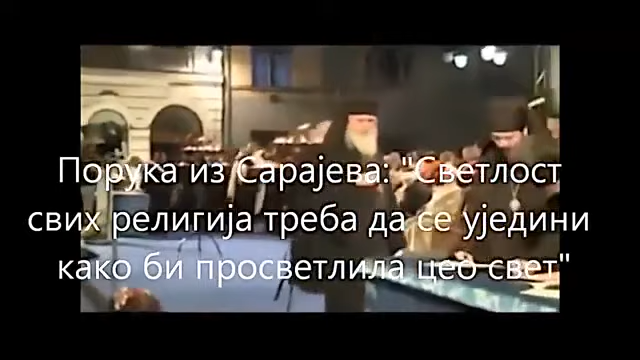 Порука из Сарајева: "Светлост
свих религија треба да се уједини
како би просветлила цео свет"